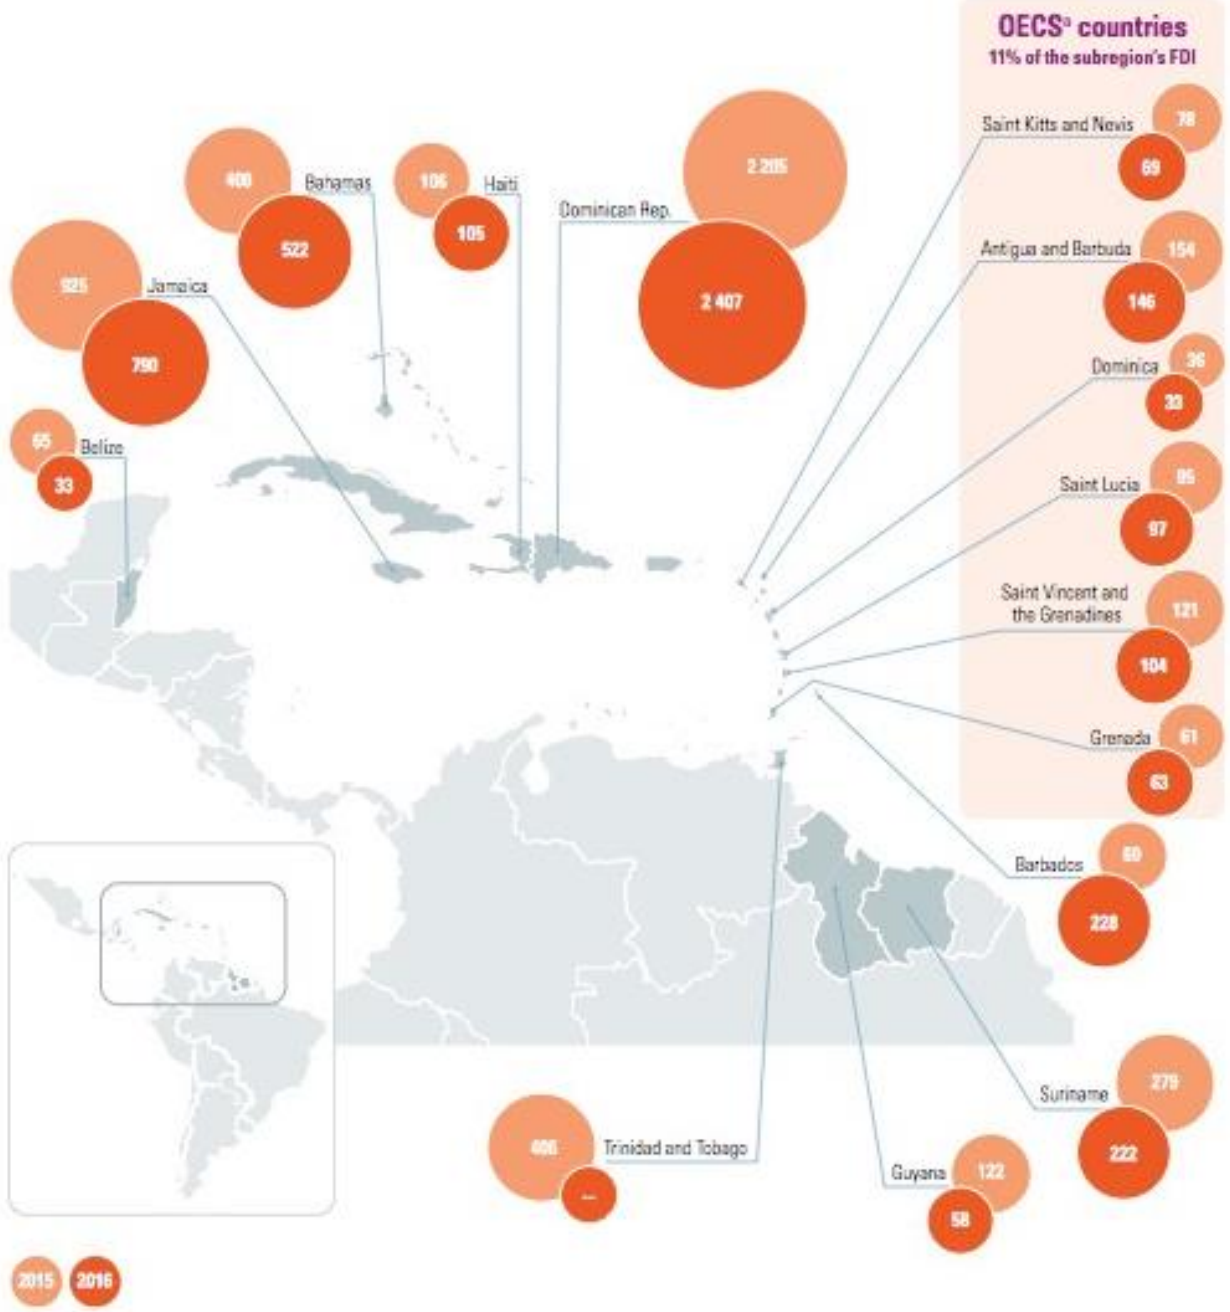 OECSª countries
11% of the subregion's FDI
Saint Kitts and Nevis
78
69
Antigua and Barbuda
154
146
Dominica
36
33
Saint Lucia
95
97
Saint Vincent and
the Grenadines
121
104
Grenada
61
63
Barbados
228
Suriname
279
222
Guyana
122
58
Trinidad and Tobago
...
Dominican Rep.
2 205
2 407
Haiti
106
105
Bahamas
522
Jamaica
925
790
Belize
65
33
2015
2016